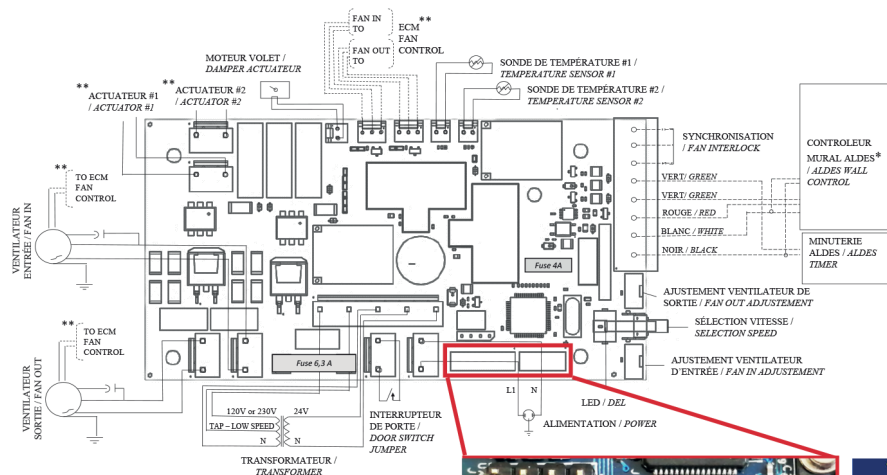 FAN IN
TO
FAN OUT
TO
ECM**
FAN
CONTROL
MOTEUR VOLET /
DAMPER ACTUATEUR
SONDE DE TEMPÉRATURE #1 /
TEMPERATURE SENSOR #1
SONDE DE TEMPÉRATURE #2 /
TEMPERATURE SENSOR #2
** ACTUATEUR #1
/ ACTUATOR #1
** ACTUATEUR #2
/ ACTUATOR #2
** TO ECM
FAN
CONTROL
VENTILATEUR
ENTRÉE / FAN IN
** TO ECM
FAN
CONTROL
VENTILATEUR
SORTIE / FAN OUT
SYNCHRONISATION
/ FAN INTERLOCK
VERT/ GREEN
VERT/ GREEN
ROUGE / RED
BLANC / WHITE
NOIR / BLACK
CONTROLEUR
MURAL ALDES*
/ ALDES WALL
CONTROL
MINUTERIE
ALDES / ALDES
TIMER
Fuse 4A
Fuse 6,3 A
AJUSTEMENT VENTILATEUR DE
SORTIE / FAN OUT ADJUSTEMENT
SÉLECTION VITESSE /
SELECTION SPEED
AJUSTEMENT VENTILATEUR
D'ENTRÉE / FAN IN ADJUSTEMENT
LED / DEL
L1 N
ALIMENTATION / POWER
120V or 230V 24V
TAP – LOW SPEED
N N
TRANSFORMATEUR /
TRANSFORMER
INTERRUPTEUR
DE PORTE /
DOOR SWITCH
JUMPER